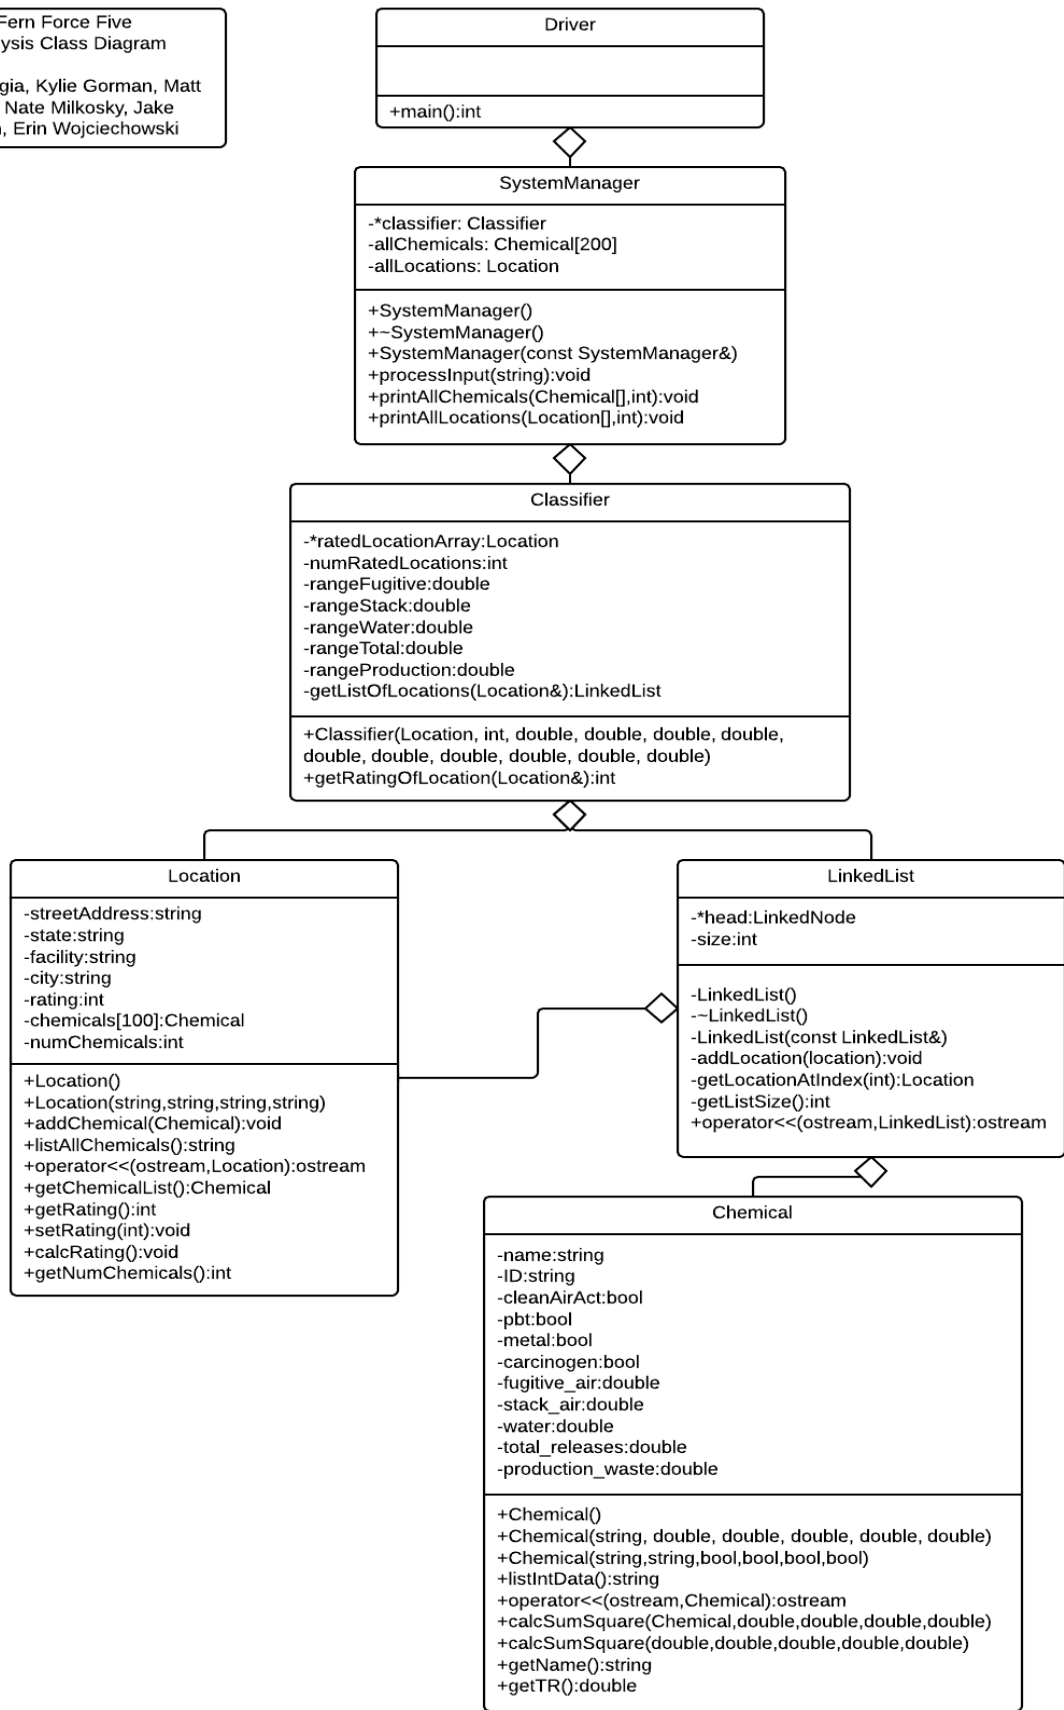 Fern Force Five
Class Diagram
Kylie Gorman, Matt
Nate Milkosky, Jake
Erin Wojciechowski
Driver
+main():int
SystemManager
-*classifier: Classifier
-allChemicals: Chemical[200]
-allLocations: Location
+SystemManager()
+~SystemManager()
+SystemManager(const SystemManager&)
+processInput(string):void
+printAllChemicals(Chemical[],int):void
+printAllLocations(Location[],int):void
Classifier
-*ratedLocationArray:Location
-numRatedLocations:int
-rangeFugitive:double
-rangeStack:double
-rangeWater:double
-rangeTotal:double
-rangeProduction:double
-getListOfLocations(Location&):LinkedList
+Classifier(Location, int, double, double, double, double,
double, double, double, double, double, double)
+getRatingOfLocation(Location&):int
Location
-streetAddress:string
-state:string
-facility:string
-city:string
-rating:int
-chemicals[100]:Chemical
-numChemicals:int
+Location()
+Location(string,string,string,string)
+addChemical(Chemical):void
+listAllChemicals():string
+operator<<(ostream,Location):ostream
+getChemicalList():Chemical
+getRating():int
+setRating(int):void
+calcRating():void
+getNumChemicals():int
LinkedList
-*head:LinkedNode
-size:int
-LinkedList()
-~LinkedList()
-LinkedList(const LinkedList&)
-addLocation(location):void
-getLocationAtIndex(int):Location
-getListSize():int
+operator<<(ostream,LinkedList):ostream
Chemical
-name:string
-ID:string
-cleanAirAct:bool
-pbt:bool
-metal:bool
-carcinogen:bool
-fugitive_air:double
-stack_air:double
-water:double
-total_releases:double
-production_waste:double
+Chemical()
+Chemical(string, double, double, double, double, double)
+Chemical(string,string,bool,bool,bool,bool)
+listIntData():string
+operator<<(ostream,Chemical):ostream
+calcSumSquare(Chemical,double,double,double,double)
+calcSumSquare(double,double,double,double,double)
+getName():string
+getTR():double